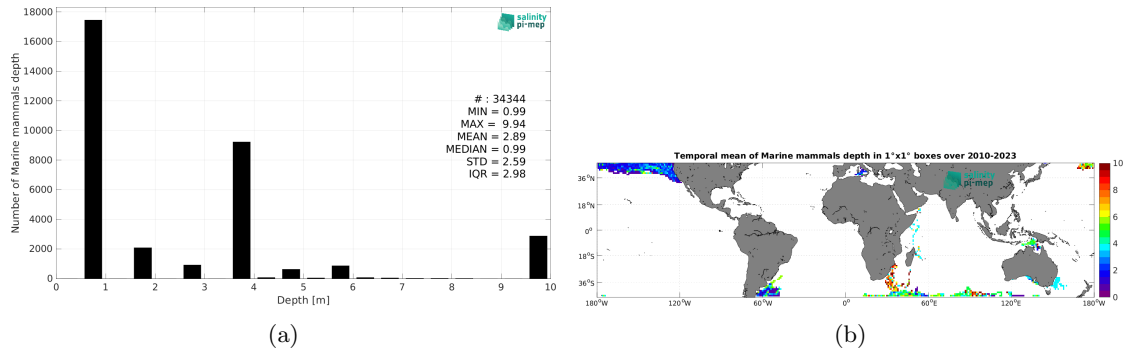 18000
16000
14000
12000
10000
8000
6000
4000
2000
0
Number of Marine mammals depth
salinity
pi-mep
# : 34344
MIN = 0.99
MAX = 9.94
MEAN = 2.89
MEDIAN = 0.99
STD = 2.59
IQR = 2.98
0 1 2 3 4 5 6 7 8 9 10
Depth [m]
(a)
Temporal mean of Marine mammals depth in 1°x1° boxes over 2010-2023
36°N
18°N
0°
18°S
36°S
180°W 120°W 60°W 0° 60°E 120°E 180°W
salinity
pi-mep
10
8
6
4
2
0
(b)